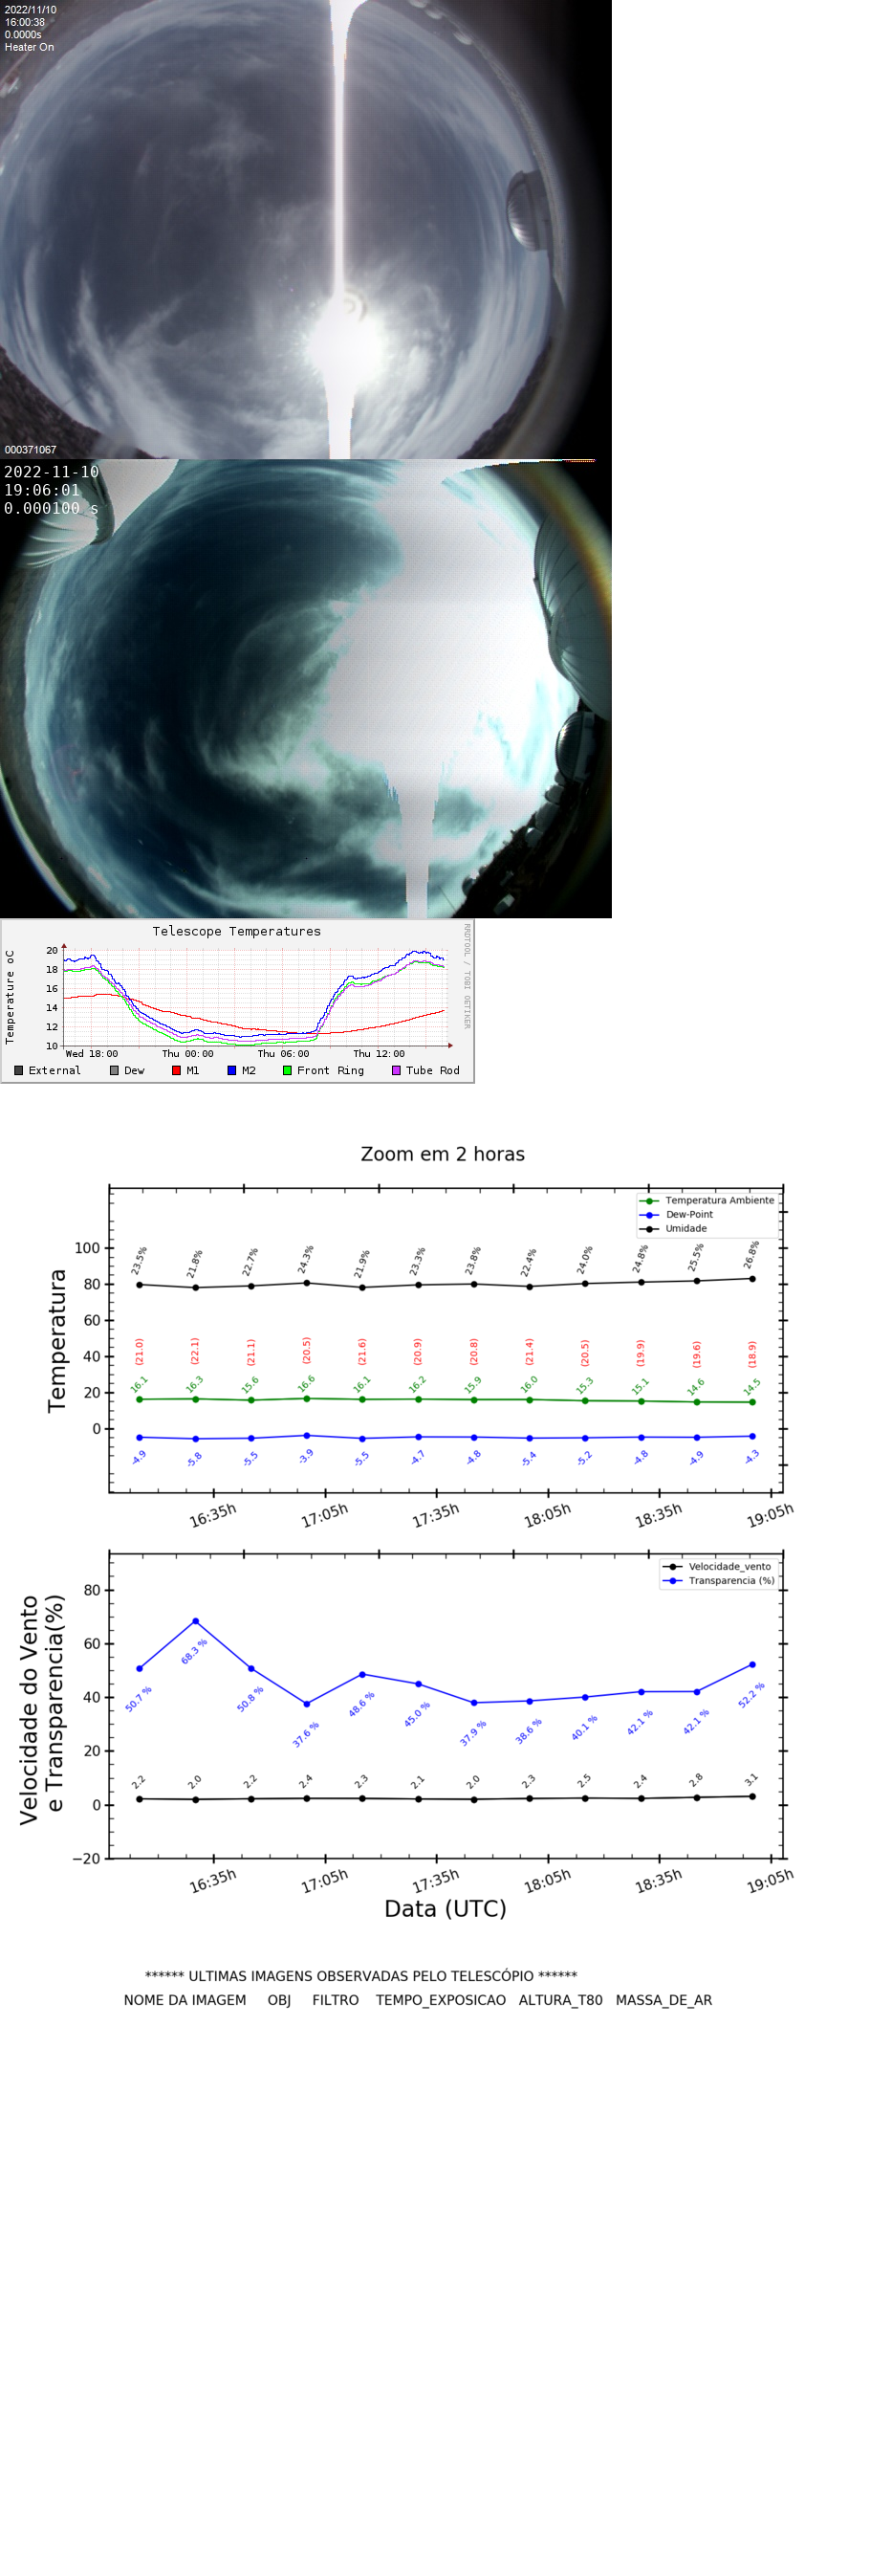 2022/11/10
16:00:38
0.0000s
Heater On
000371067
2022-11-10
19:06:01
0.000100 s
Telescope Temperatures
RRDTOOL / TOBI OETIKER
Temperature oC
20
18
16
14
12
10
Wed 18:00 Thu 00:00 Thu 06:00 Thu 12:00
External Dew M1 M2 Front Ring Tube Rod
Zoom em 2 horas
Temperatura Ambiente
Dew-Point
Umidade
Temperatura
100
80
60
40
20
0
23.5% 21.8% 22.7% 24.3% 21.9% 23.3% 23.8% 22.4% 24.0% 24.8% 25.5% 26.8%
(21.0) (22.1) (21.1) (20.5) (21.6) (20.9) (20.8) (21.4) (20.5) (19.9) (19.6) (18.9)
16.1 16.3 15.6 16.6 16.1 16.2 15.9 16.0 15.3 15.1 14.6 14.5
-4.9 -5.8 -5.5 -3.9 -5.5 -4.7 -4.8 -5.4 -5.2 -4.8 -4.9 -4.3
16:35h 17:05h 17:35h 18:05h 18:35h 19:05h
Velocidade_vento
Transparencia (%)
Velocidade do Vento
e Transparencia(%)
80
60
40
20
0
−20
50.7 % 68.3 % 50.8 % 37.6 % 48.6 % 45.0 % 37.9 % 38.6 % 40.1 % 42.1 % 42.1 % 52.2 %
2.2 2.0 2.2 2.4 2.3 2.1 2.0 2.3 2.5 2.4 2.8 3.1
16:35h 17:05h 17:35h 18:05h 18:35h 19:05h
Data (UTC)
****** ULTIMAS IMAGENS OBSERVADAS PELO TELESCÓPIO ******
NOME DA IMAGEM OBJ FILTRO TEMPO_EXPOSICAO ALTURA_T80 MASSA_DE_AR